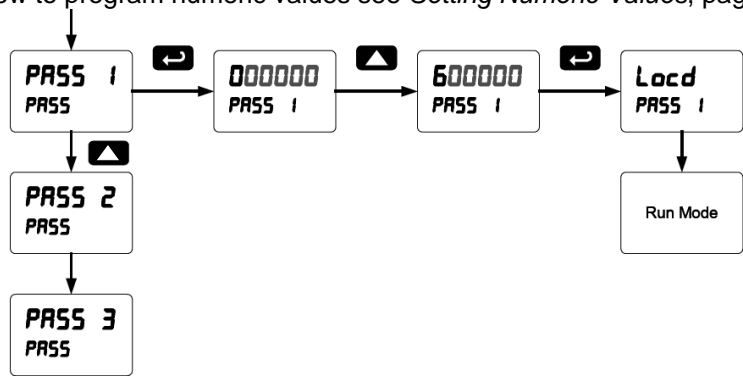 ow to program numeric values see Setting Numeric Values, pag
PASS 1
PASS
000000
PASS 1
600000
PASS 1
Locd
PASS 1
PASS 2
PASS
Run Mode
PASS 3
PASS